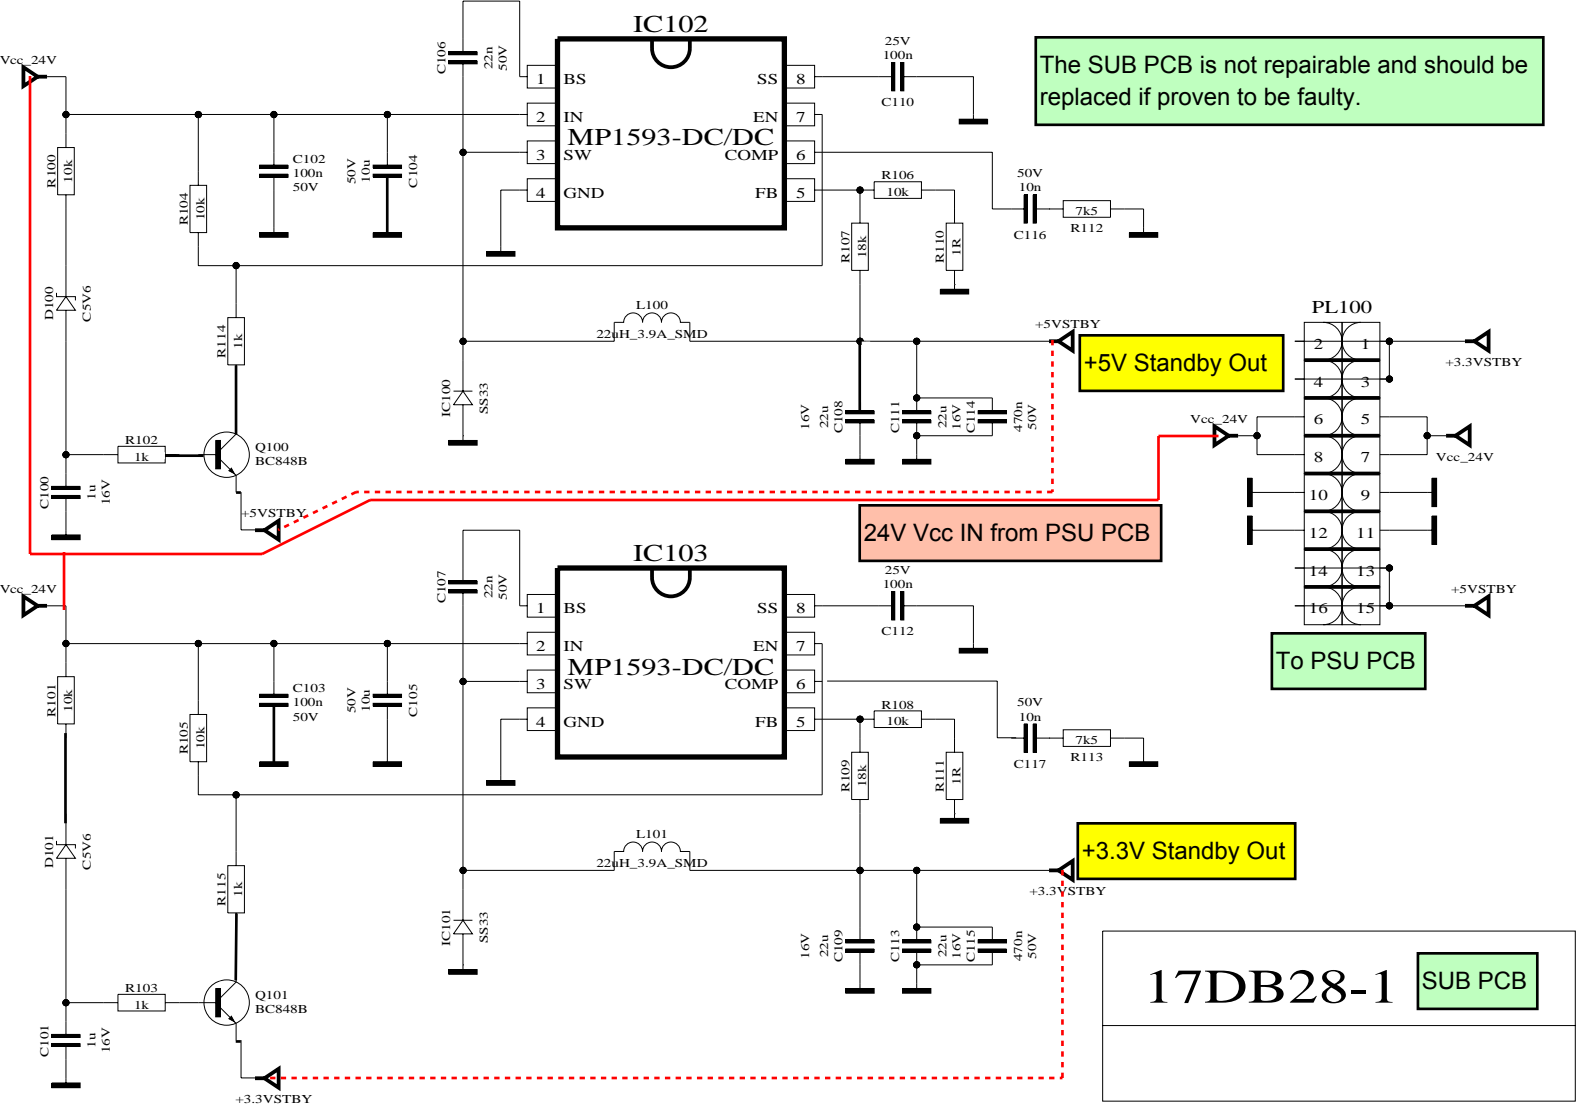 IC102
MP1593-DC/DC
1 BS
2 IN
3 SW
4 GND
SS 8
EN 7
COMP 6
FB 5
Vcc_24V
R100
10k
D100
C5V6
C100
1u
16V
R102
1k
Q100
BC848B
+5VSTBY
R114
1k
R104
10k
C102
100n
50V
50V
10u
C104
C106
22n
50V
25V
100n
C110
50V
10n
C116
7k5
R112
R106
10k
R107
18k
R110
1R
L100
22uH_3.9A_SMD
IC100
SS33
16V
22u
C108
C111
22u
16V
C114
470n
50V
+5VSTBY
+5V Standby Out
The SUB PCB is not repairable and should be
replaced if proven to be faulty.
PL100
2 1
4 3
6 5
8 7
10 9
12 11
14 13
16 15
+3.3VSTBY
Vcc_24V
Vcc_24V
+5VSTBY
24V Vcc IN from PSU PCB
To PSU PCB
IC103
MP1593-DC/DC
1 BS
2 IN
3 SW
4 GND
SS 8
EN 7
COMP 6
FB 5
Vcc_24V
R101
10k
D101
C5V6
C101
1u
16V
R103
1k
Q101
BC848B
+3.3VSTBY
R115
1k
R105
10k
C103
100n
50V
50V
10u
C105
C107
22n
50V
25V
100n
C112
50V
10n
C117
7k5
R113
R108
10k
R109
18k
R111
1R
L101
22uH_3.9A_SMD
IC101
SS33
16V
22u
C109
C113
22u
16V
C115
470n
50V
+3.3VSTBY
+3.3V Standby Out
17DB28-1
SUB PCB